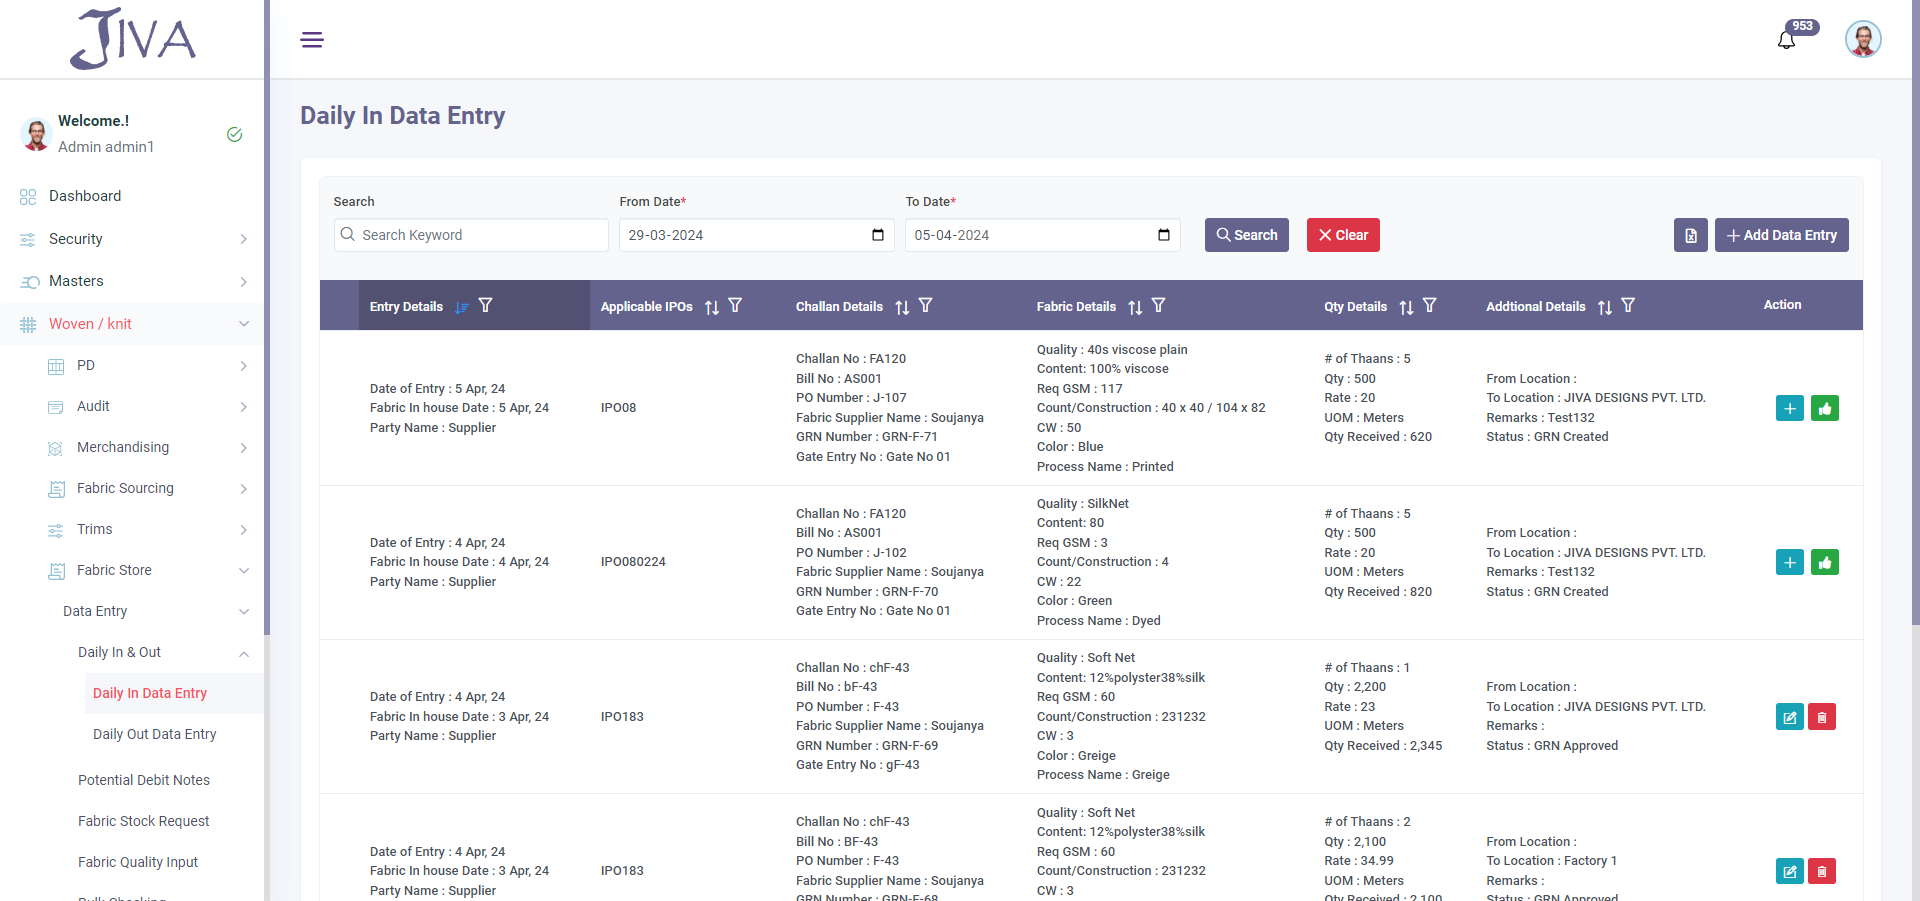 JIVA
953
Welcome.!
Admin admin1
Dashboard
Security
Masters
Woven / knit
PD
Audit
Merchandising
Fabric Sourcing
Trims
Fabric Store
Data Entry
Daily In & Out
Daily In Data Entry
Daily Out Data Entry
Potential Debit Notes
Fabric Stock Request
Fabric Quality Input
Bulk Checking
Daily In Data Entry
Search
From Date*
To Date*
Search Keyword
29-03-2024
05-04-2024
Search
Clear
Add Data Entry
Entry Details
Applicable IPOs
Challan Details
Fabric Details
Qty Details
Addtional Details
Action
Date of Entry : 5 Apr, 24
Fabric In house Date : 5 Apr, 24
Party Name : Supplier
IPO08
Challan No : FA120
Bill No : AS001
PO Number : J-107
Fabric Supplier Name : Soujanya
GRN Number : GRN-F-71
Gate Entry No : Gate No 01
Quality : 40s viscose plain
Content: 100% viscose
Req GSM : 117
Count/Construction : 40 x 40 / 104 x 82
CW : 50
Color : Blue
Process Name : Printed
# of Thaans : 5
Qty : 500
Rate : 20
UOM : Meters
Qty Received : 620
From Location :
To Location : JIVA DESIGNS PVT. LTD.
Remarks : Test132
Status : GRN Created
Date of Entry : 4 Apr, 24
Fabric In house Date : 4 Apr, 24
Party Name : Supplier
IPO080224
Challan No : FA120
Bill No : AS001
PO Number : J-102
Fabric Supplier Name : Soujanya
GRN Number : GRN-F-70
Gate Entry No : Gate No 01
Quality : SilkNet
Content: 80
Req GSM : 3
Count/Construction : 4
CW : 22
Color : Green
Process Name : Dyed
# of Thaans : 5
Qty : 500
Rate : 20
UOM : Meters
Qty Received : 820
From Location :
To Location : JIVA DESIGNS PVT. LTD.
Remarks : Test132
Status : GRN Created
Date of Entry : 4 Apr, 24
Fabric In house Date : 3 Apr, 24
Party Name : Supplier
IPO183
Challan No : chF-43
Bill No : bF-43
PO Number : F-43
Fabric Supplier Name : Soujanya
GRN Number : GRN-F-69
Gate Entry No : gF-43
Quality : Soft Net
Content: 12%polyster38%silk
Req GSM : 60
Count/Construction : 231232
CW : 3
Color : Greige
Process Name : Greige
# of Thaans : 1
Qty : 2,200
Rate : 23
UOM : Meters
Qty Received : 2,345
From Location :
To Location : JIVA DESIGNS PVT. LTD.
Remarks :
Status : GRN Approved
Date of Entry : 4 Apr, 24
Fabric In house Date : 3 Apr, 24
Party Name : Supplier
IPO183
Challan No : chF-43
Bill No : BF-43
PO Number : F-43
Fabric Supplier Name : Soujanya
GRN Number : GRN-F-68
Quality : Soft Net
Content: 12%polyster38%silk
Req GSM : 60
Count/Construction : 231232
CW : 3
# of Thaans : 2
Qty : 2,100
Rate : 34.99
UOM : Meters
Qty Received : 2,100
From Location :
To Location : Factory 1
Remarks :
Status : GRN Approved